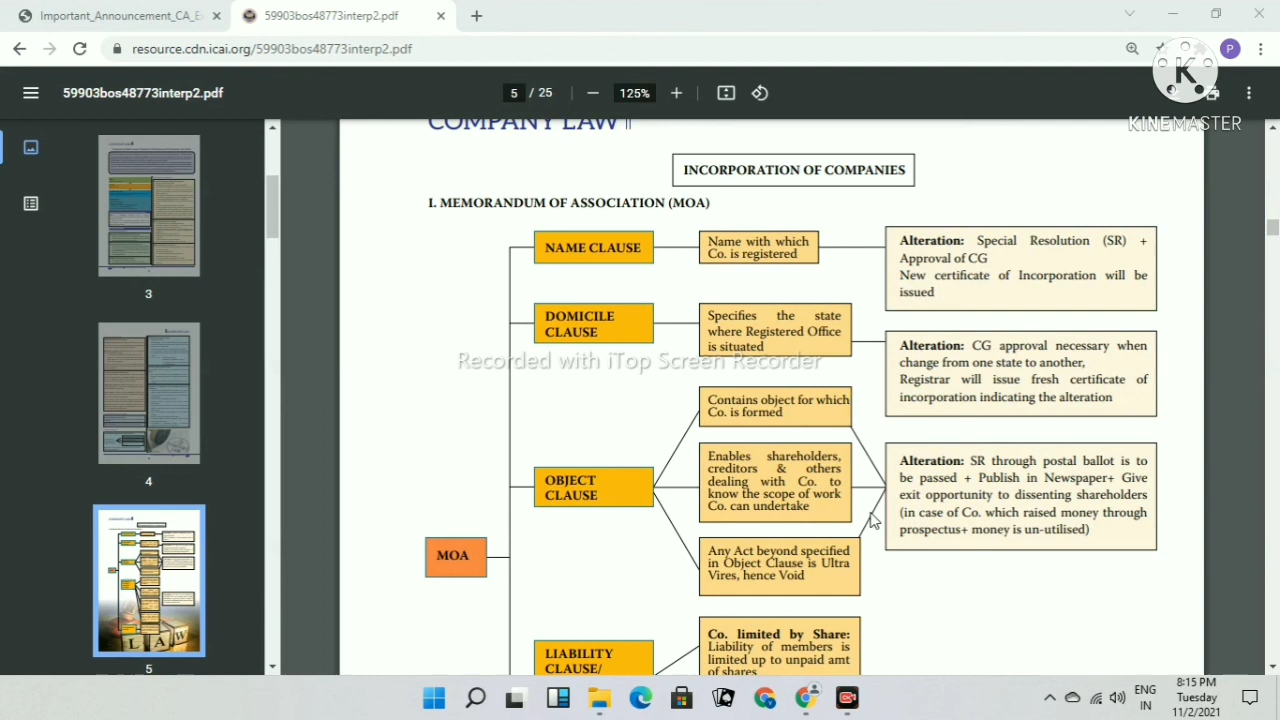 Important_Announcement_CA_E
59903bos48773interp2.pdf
resource.cdn.icai.org/59903bos48773interp2.pdf
P
K
KINEMASTER
59903bos48773interp2.pdf
5 / 25
125%
3
4
5
COMPANY LAW
INCORPORATION OF COMPANIES
I. MEMORANDUM OF ASSOCIATION (MOA)
NAME CLAUSE
Name with which
Co. is registered
Alteration: Special Resolution (SR) +
Approval of CG
New certificate of Incorporation will be
issued
DOMICILE
CLAUSE
Specifies the state
where Registered Office
is situated
Alteration: CG approval necessary when
change from one state to another,
Registrar will issue fresh certificate of
incorporation indicating the alteration
Recorded with iTop Screen Recorder
Contains object for which
Co. is formed
OBJECT
CLAUSE
Enables shareholders,
creditors & others
dealing with Co. to
know the scope of work
Co. can undertake
Alteration: SR through postal ballot is to
be passed + Publish in Newspaper+ Give
exit opportunity to dissenting shareholders
(in case of Co. which raised money through
prospectus+ money is un-utilised)
Any Act beyond specified
in Object Clause is Ultra
Vires, hence Void
MOA
LIABILITY
CLAUSE/
Co. limited by Share:
Liability of members is
limited up to unpaid amt
of shares
LAW
ENG
IN
8:15 PM
Tuesday
11/2/2021